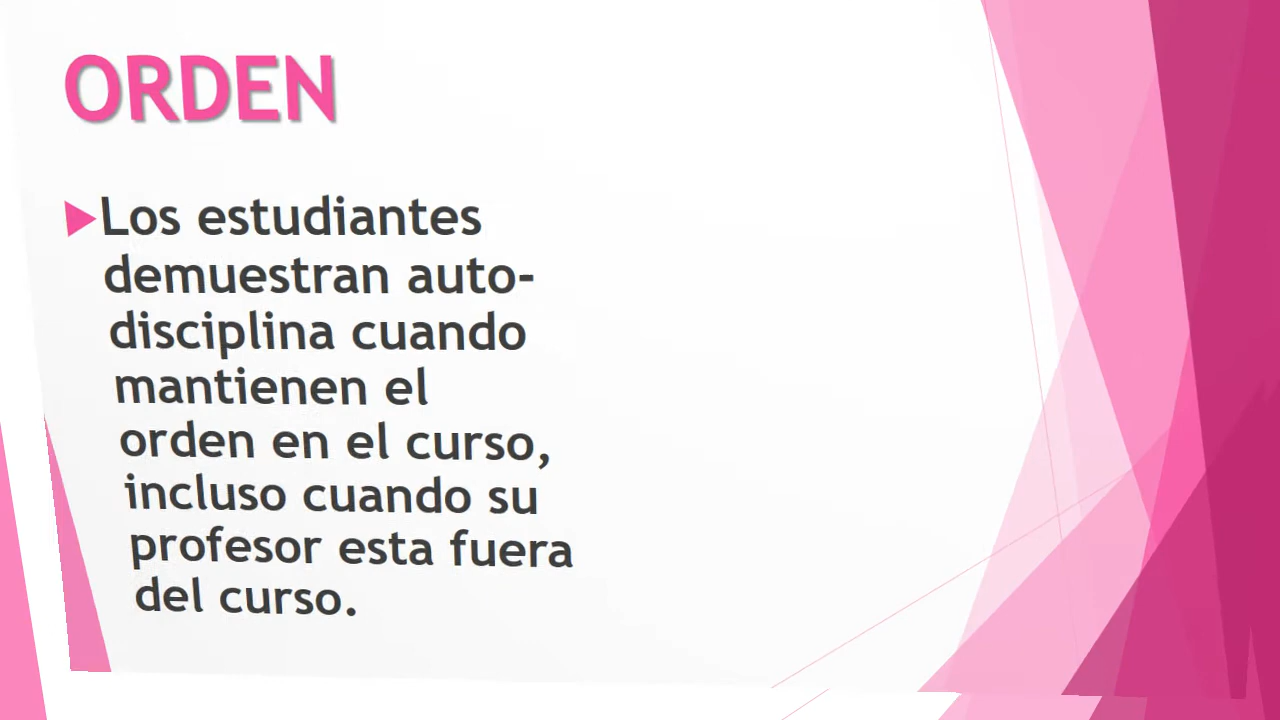 ORDEN
Los estudiantes
demuestran auto-
disciplina cuando
mantienen el
orden en el curso,
incluso cuando su
profesor esta fuera
del curso.